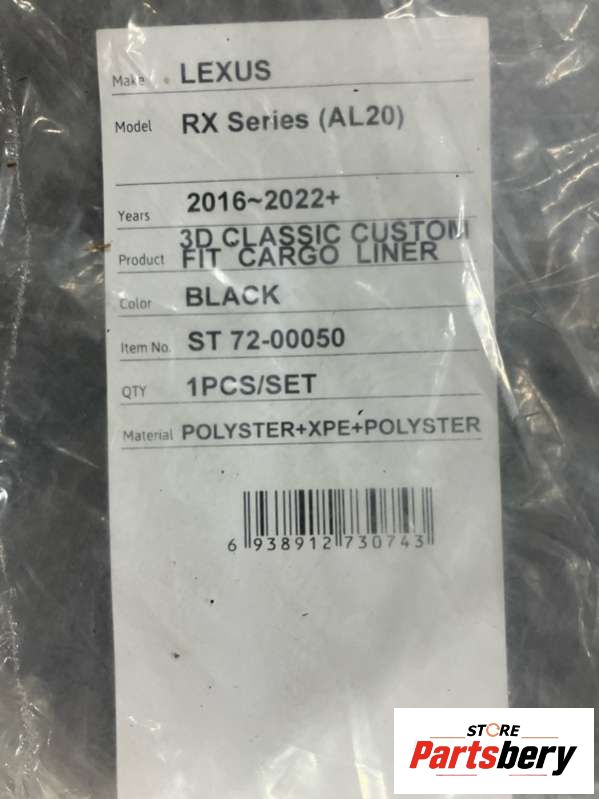 Make LEXUS
Model RX Series (AL20)
Years 2016~2022+
Product 3D CLASSIC CUSTOM
FIT CARGO LINER
Color BLACK
Item No. ST 72-00050
QTY 1PCS/SET
Material POLYSTER+XPE+POLYSTER
6 938912 730743
STORE
Partsbery